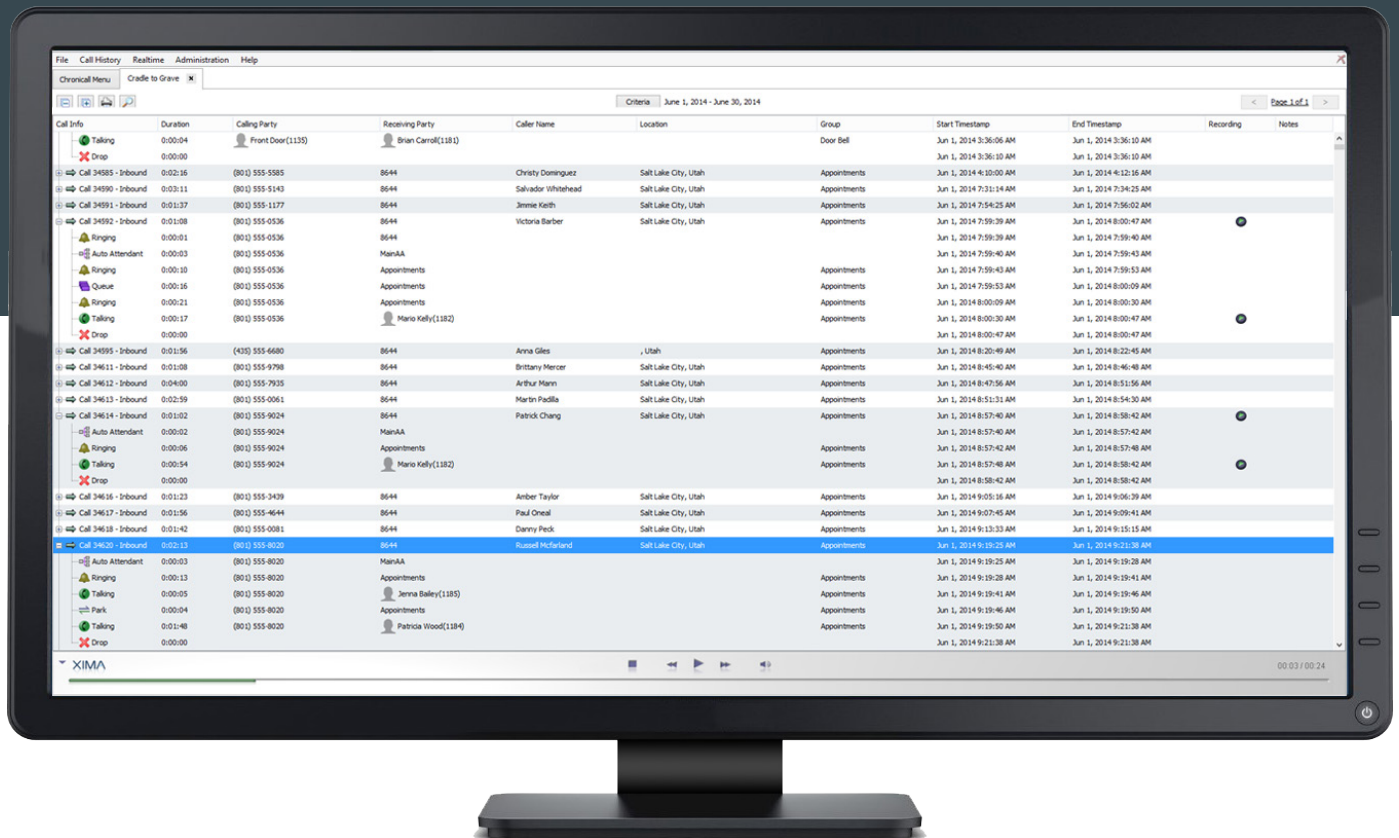 File Call History Realtime Administration Help
Chronicall Menu Cradle to Grave
Criteria June 1, 2014 - June 30, 2014 < Page 1 of 1 >
Call Info Duration Calling Party Receiving Party Caller Name Location Group Start Timestamp End Timestamp Recording Notes
Talking 0:00:04 Front Door(1135) Brian Carroll(1181) Door Bell Jun 1, 2014 3:36:06 AM Jun 1, 2014 3:36:10 AM
Drop 0:00:00 Jun 1, 2014 3:36:10 AM Jun 1, 2014 3:36:10 AM
Call 34585 - Inbound 0:02:16 (801) 555-5585 8644 Christy Dominguez Salt Lake City, Utah Appointments Jun 1, 2014 4:10:00 AM Jun 1, 2014 4:12:16 AM
Call 34590 - Inbound 0:03:11 (801) 555-5143 8644 Salvador Whitehead Salt Lake City, Utah Appointments Jun 1, 2014 7:31:14 AM Jun 1, 2014 7:34:25 AM
Call 34591 - Inbound 0:01:37 (801) 555-1177 8644 Jimmie Keith Salt Lake City, Utah Appointments Jun 1, 2014 7:54:25 AM Jun 1, 2014 7:56:02 AM
Call 34592 - Inbound 0:01:08 (801) 555-0536 8644 Victoria Barber Salt Lake City, Utah Appointments Jun 1, 2014 7:59:39 AM Jun 1, 2014 8:00:47 AM
Ringing 0:00:01 (801) 555-0536 8644 Jun 1, 2014 7:59:39 AM Jun 1, 2014 7:59:40 AM
Auto Attendant 0:00:03 (801) 555-0536 MainAA Jun 1, 2014 7:59:40 AM Jun 1, 2014 7:59:43 AM
Ringing 0:00:10 (801) 555-0536 Appointments Appointments Jun 1, 2014 7:59:43 AM Jun 1, 2014 7:59:53 AM
Queue 0:00:16 (801) 555-0536 Appointments Appointments Jun 1, 2014 7:59:53 AM Jun 1, 2014 8:00:09 AM
Ringing 0:00:21 (801) 555-0536 Appointments Appointments Jun 1, 2014 8:00:09 AM Jun 1, 2014 8:00:30 AM
Talking 0:00:17 (801) 555-0536 Mario Kelly(1182) Appointments Jun 1, 2014 8:00:30 AM Jun 1, 2014 8:00:47 AM
Drop 0:00:00 Jun 1, 2014 8:00:47 AM Jun 1, 2014 8:00:47 AM
Call 34595 - Inbound 0:01:56 (435) 555-6680 8644 Anna Giles , Utah Appointments Jun 1, 2014 8:20:49 AM Jun 1, 2014 8:22:45 AM
Call 34611 - Inbound 0:01:08 (801) 555-9798 8644 Brittany Mercer Salt Lake City, Utah Appointments Jun 1, 2014 8:45:40 AM Jun 1, 2014 8:46:48 AM
Call 34612 - Inbound 0:04:00 (801) 555-7935 8644 Arthur Mann Salt Lake City, Utah Appointments Jun 1, 2014 8:47:56 AM Jun 1, 2014 8:51:56 AM
Call 34613 - Inbound 0:02:59 (801) 555-0061 8644 Martin Padilla Salt Lake City, Utah Appointments Jun 1, 2014 8:51:31 AM Jun 1, 2014 8:54:30 AM
Call 34614 - Inbound 0:01:02 (801) 555-9024 8644 Patrick Chang Salt Lake City, Utah Appointments Jun 1, 2014 8:57:40 AM Jun 1, 2014 8:58:42 AM
Auto Attendant 0:00:02 (801) 555-9024 MainAA Jun 1, 2014 8:57:40 AM Jun 1, 2014 8:57:42 AM
Ringing 0:00:06 (801) 555-9024 Appointments Appointments Jun 1, 2014 8:57:42 AM Jun 1, 2014 8:57:48 AM
Talking 0:00:54 (801) 555-9024 Mario Kelly(1182) Appointments Jun 1, 2014 8:57:48 AM Jun 1, 2014 8:58:42 AM
Drop 0:00:00 Jun 1, 2014 8:58:42 AM Jun 1, 2014 8:58:42 AM
Call 34616 - Inbound 0:01:23 (801) 555-3439 8644 Amber Taylor Salt Lake City, Utah Appointments Jun 1, 2014 9:05:16 AM Jun 1, 2014 9:06:39 AM
Call 34617 - Inbound 0:01:56 (801) 555-4644 8644 Paul Oneal Salt Lake City, Utah Appointments Jun 1, 2014 9:07:45 AM Jun 1, 2014 9:09:41 AM
Call 34618 - Inbound 0:01:42 (801) 555-0081 8644 Danny Peck Salt Lake City, Utah Appointments Jun 1, 2014 9:13:33 AM Jun 1, 2014 9:15:15 AM
Call 34620 - Inbound 0:02:13 (801) 555-8020 8644 Russell Mcfarland Salt Lake City, Utah Appointments Jun 1, 2014 9:19:25 AM Jun 1, 2014 9:21:38 AM
Auto Attendant 0:00:03 (801) 555-8020 MainAA Jun 1, 2014 9:19:25 AM Jun 1, 2014 9:19:28 AM
Ringing 0:00:13 (801) 555-8020 Appointments Appointments Jun 1, 2014 9:19:28 AM Jun 1, 2014 9:19:41 AM
Talking 0:00:05 (801) 555-8020 Jenna Bailey(1185) Appointments Jun 1, 2014 9:19:41 AM Jun 1, 2014 9:19:46 AM
Park 0:00:04 (801) 555-8020 Appointments Appointments Jun 1, 2014 9:19:46 AM Jun 1, 2014 9:19:50 AM
Talking 0:01:48 (801) 555-8020 Patricia Wood(1184) Appointments Jun 1, 2014 9:19:50 AM Jun 1, 2014 9:21:38 AM
Drop 0:00:00 Jun 1, 2014 9:21:38 AM Jun 1, 2014 9:21:38 AM
XIMA 00:03 / 00:24